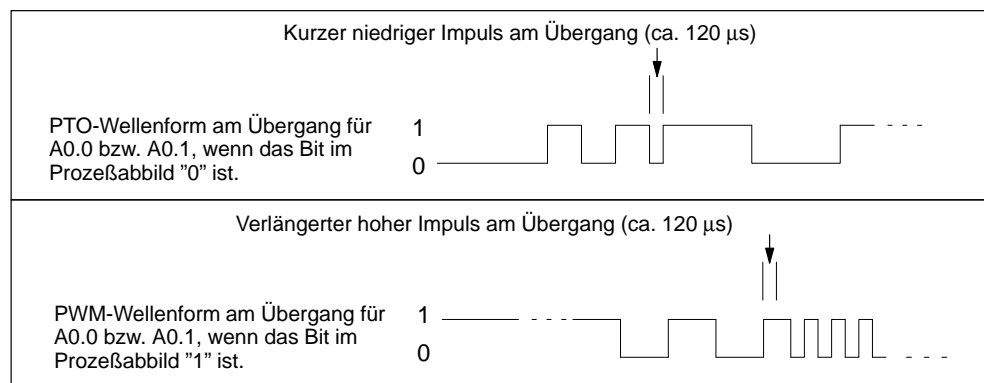 Kurzer niedriger Impuls am Übergang (ca. 120 μs)
PTO-Wellenform am Übergang für
A0.0 bzw. A0.1, wenn das Bit im
Prozeßabbild ”0” ist.
1
0
Verlängerter hoher Impuls am Übergang (ca. 120 μs)
PWM-Wellenform am Übergang für
A0.0 bzw. A0.1, wenn das Bit im
Prozeßabbild ”1” ist.
1
0